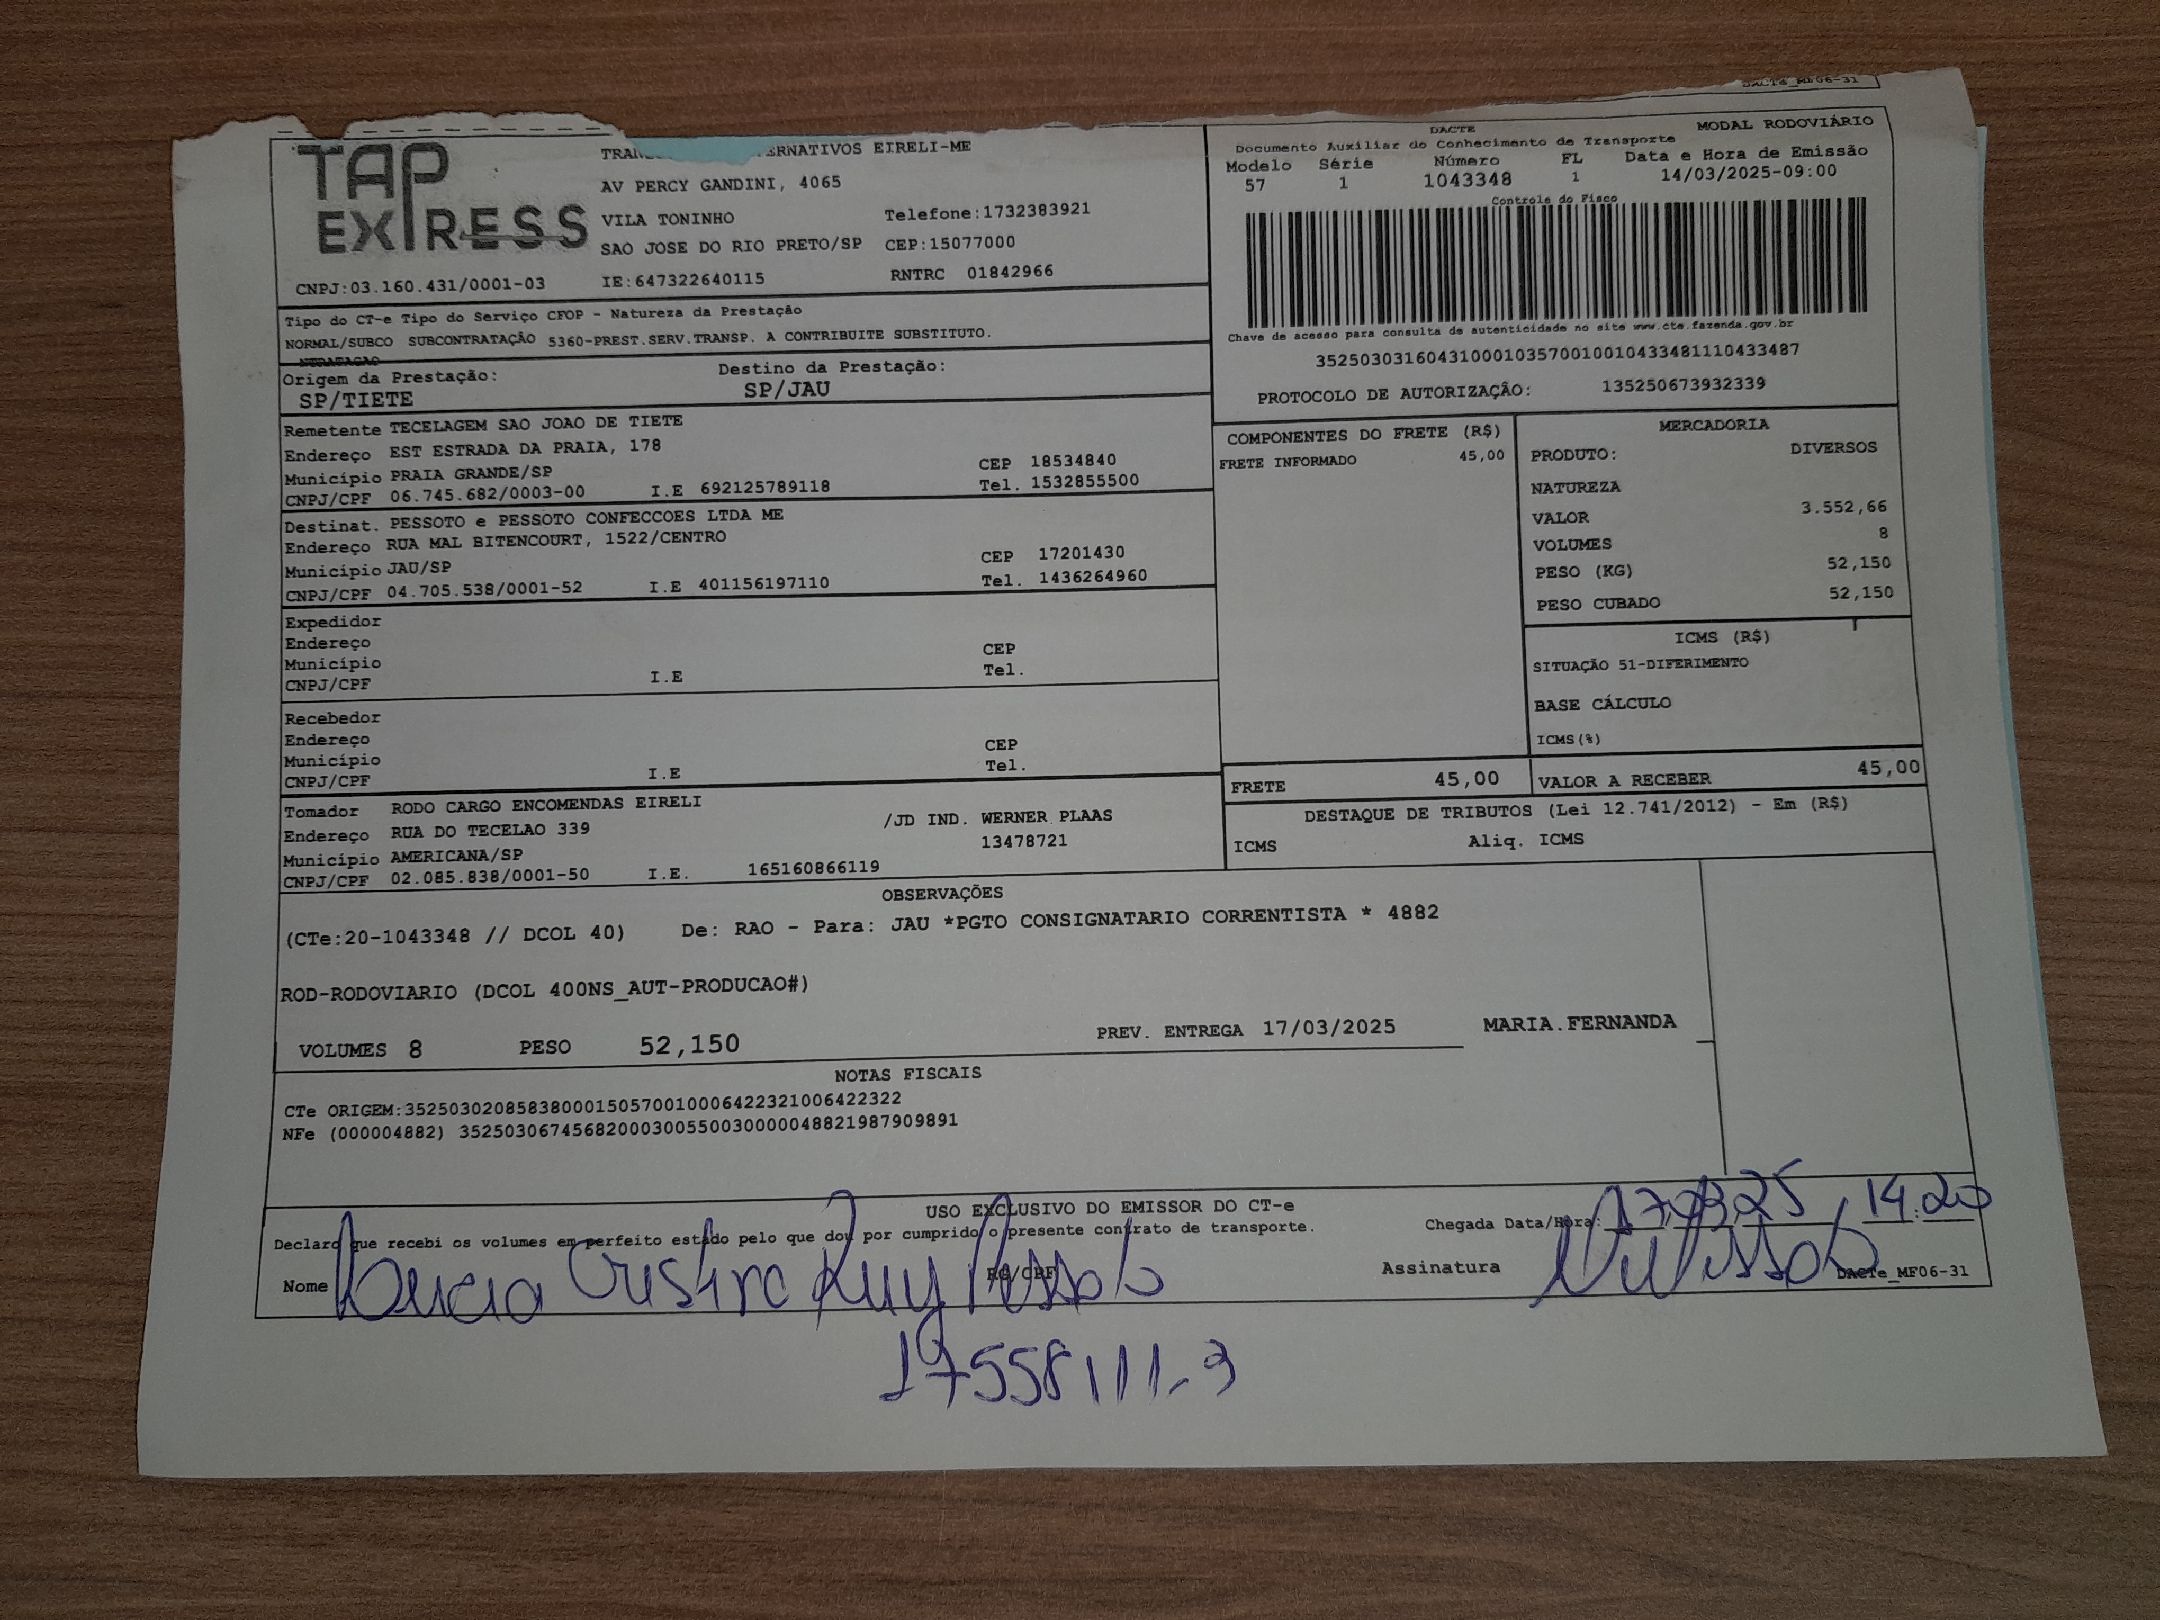 DACTe_MF06-31
TAP
EXPRESS
ERNATIVOS EIRELI-ME
AV PERCY GANDINI, 4065
VILA TONINHO Telefone:1732383921
SAO JOSE DO RIO PRETO/SP CEP:15077000
CNPJ:03.160.431/0001-03 IE:647322640115 RNTRC 01842966
DACTE MODAL RODOVIÁRIO
Documento Auxiliar do Conhecimento de Transporte
Modelo Série Número FL Data e Hora de Emissão
57 1 1043348 1 14/03/2025-09:00
Controle do Fisco
Chave de acesso para consulta de autenticidade no site www.cte.fazenda.gov.br
35250303160431000103570010010433481110433487
PROTOCOLO DE AUTORIZAÇÃO: 135250673932339
Tipo do CT-e Tipo do Serviço CFOP - Natureza da Prestação
NORMAL/SUBCO SUBCONTRATAÇÃO 5360-PREST.SERV.TRANSP. A CONTRIBUITE SUBSTITUTO.
NTRATAÇAO
Origem da Prestação: Destino da Prestação:
SP/TIETE SP/JAU
Remetente TECELAGEM SAO JOAO DE TIETE
Endereço EST ESTRADA DA PRAIA, 178
Município PRAIA GRANDE/SP CEP 18534840
CNPJ/CPF 06.745.682/0003-00 I.E 692125789118 Tel. 1532855500
Destinat. PESSOTO e PESSOTO CONFECCOES LTDA ME
Endereço RUA MAL BITENCOURT, 1522/CENTRO
Município JAU/SP CEP 17201430
CNPJ/CPF 04.705.538/0001-52 I.E 401156197110 Tel. 1436264960
Expedidor
Endereço
Município CEP
CNPJ/CPF I.E Tel.
Recebedor
Endereço
Município CEP
CNPJ/CPF I.E Tel.
Tomador RODO CARGO ENCOMENDAS EIRELI
Endereço RUA DO TECELAO 339 /JD IND. WERNER PLAAS
Município AMERICANA/SP 13478721
CNPJ/CPF 02.085.838/0001-50 I.E. 165160866119
COMPONENTES DO FRETE (R$)
FRETE INFORMADO 45,00
MERCADORIA
PRODUTO: DIVERSOS
NATUREZA
VALOR 3.552,66
VOLUMES 8
PESO (KG) 52,150
PESO CUBADO 52,150
ICMS (R$)
SITUAÇÃO 51-DIFERIMENTO
BASE CÁLCULO
ICMS(%)
FRETE 45,00 VALOR A RECEBER 45,00
DESTAQUE DE TRIBUTOS (Lei 12.741/2012) - Em (R$)
ICMS Aliq. ICMS
OBSERVAÇÕES
(CTe:20-1043348 // DCOL 40) De: RAO - Para: JAU *PGTO CONSIGNATARIO CORRENTISTA * 4882
ROD-RODOVIARIO (DCOL 400NS_AUT-PRODUCAO#)
VOLUMES 8 PESO 52,150 PREV. ENTREGA 17/03/2025 MARIA.FERNANDA
NOTAS FISCAIS
CTe ORIGEM:35250302085838000150570010006422321006422322
NFe (000004882) 35250306745682000300550030000048821987909891
USO EXCLUSIVO DO EMISSOR DO CT-e
Declaro que recebi os volumes em perfeito estado pelo que dou por cumprido o presente contrato de transporte. Chegada Data/Hora: 17,03,25 14:20
Nome RG/CPF Assinatura DACTe_MF06-31
17558111-3